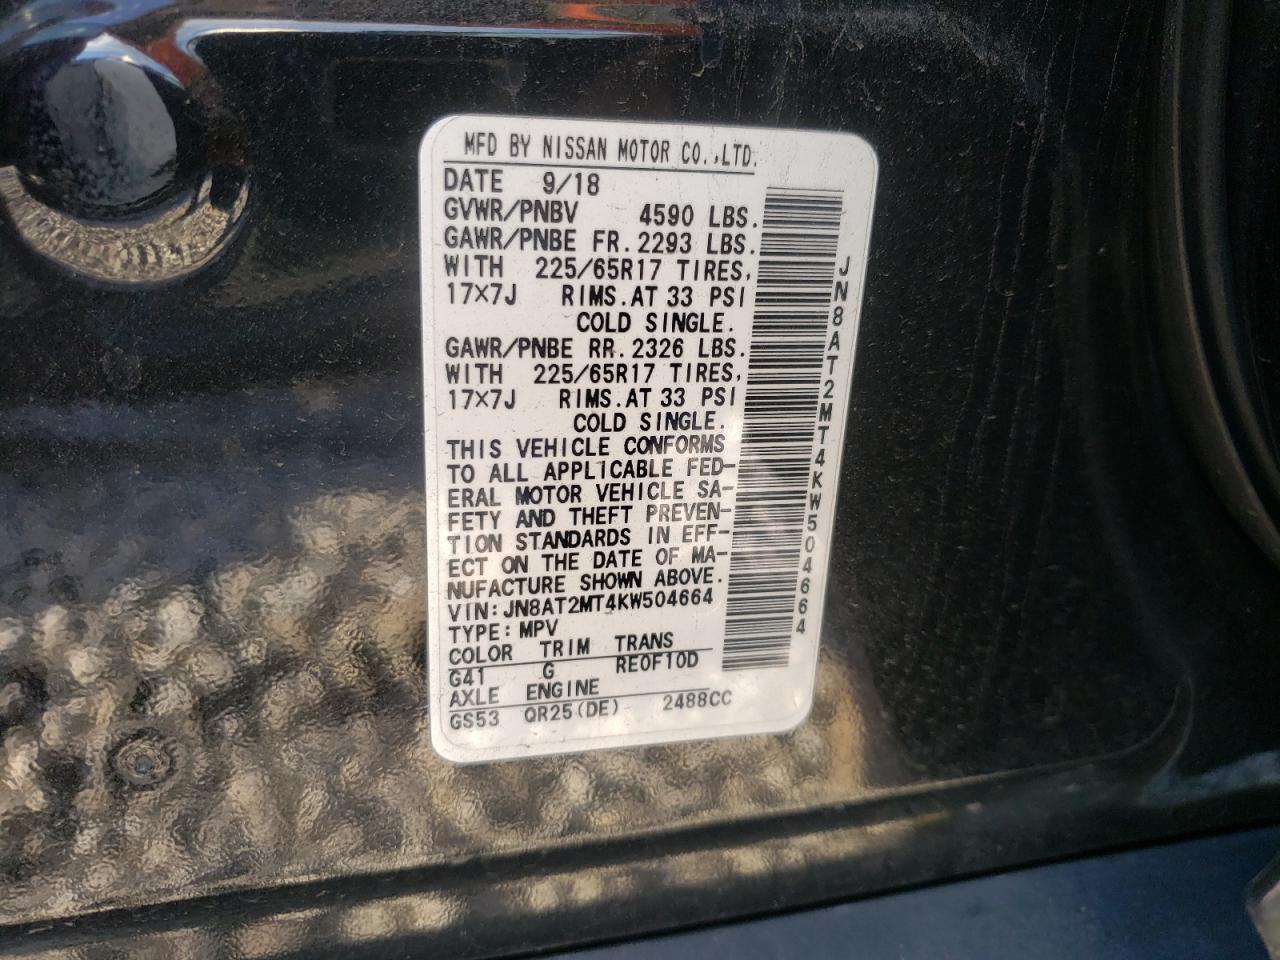 MFD BY NISSAN MOTOR CO.,LTD.
DATE 9/18
GVWR/PNBV 4590 LBS.
GAWR/PNBE FR. 2293 LBS.
WITH 225/65R17 TIRES,
17×7J RIMS.AT 33 PSI
COLD SINGLE.
GAWR/PNBE RR. 2326 LBS.
WITH 225/65R17 TIRES,
17×7J RIMS.AT 33 PSI
COLD SINGLE.
THIS VEHICLE CONFORMS
TO ALL APPLICABLE FED-
ERAL MOTOR VEHICLE SA-
FETY AND THEFT PREVEN-
TION STANDARDS IN EFF-
ECT ON THE DATE OF MA-
NUFACTURE SHOWN ABOVE.
VIN:JN8AT2MT4KW504664
TYPE:MPV
COLOR TRIM TRANS
G41 G RE0F10D
AXLE ENGINE
GS53 QR25(DE) 2488CC
JN8AT2MT4KW504664